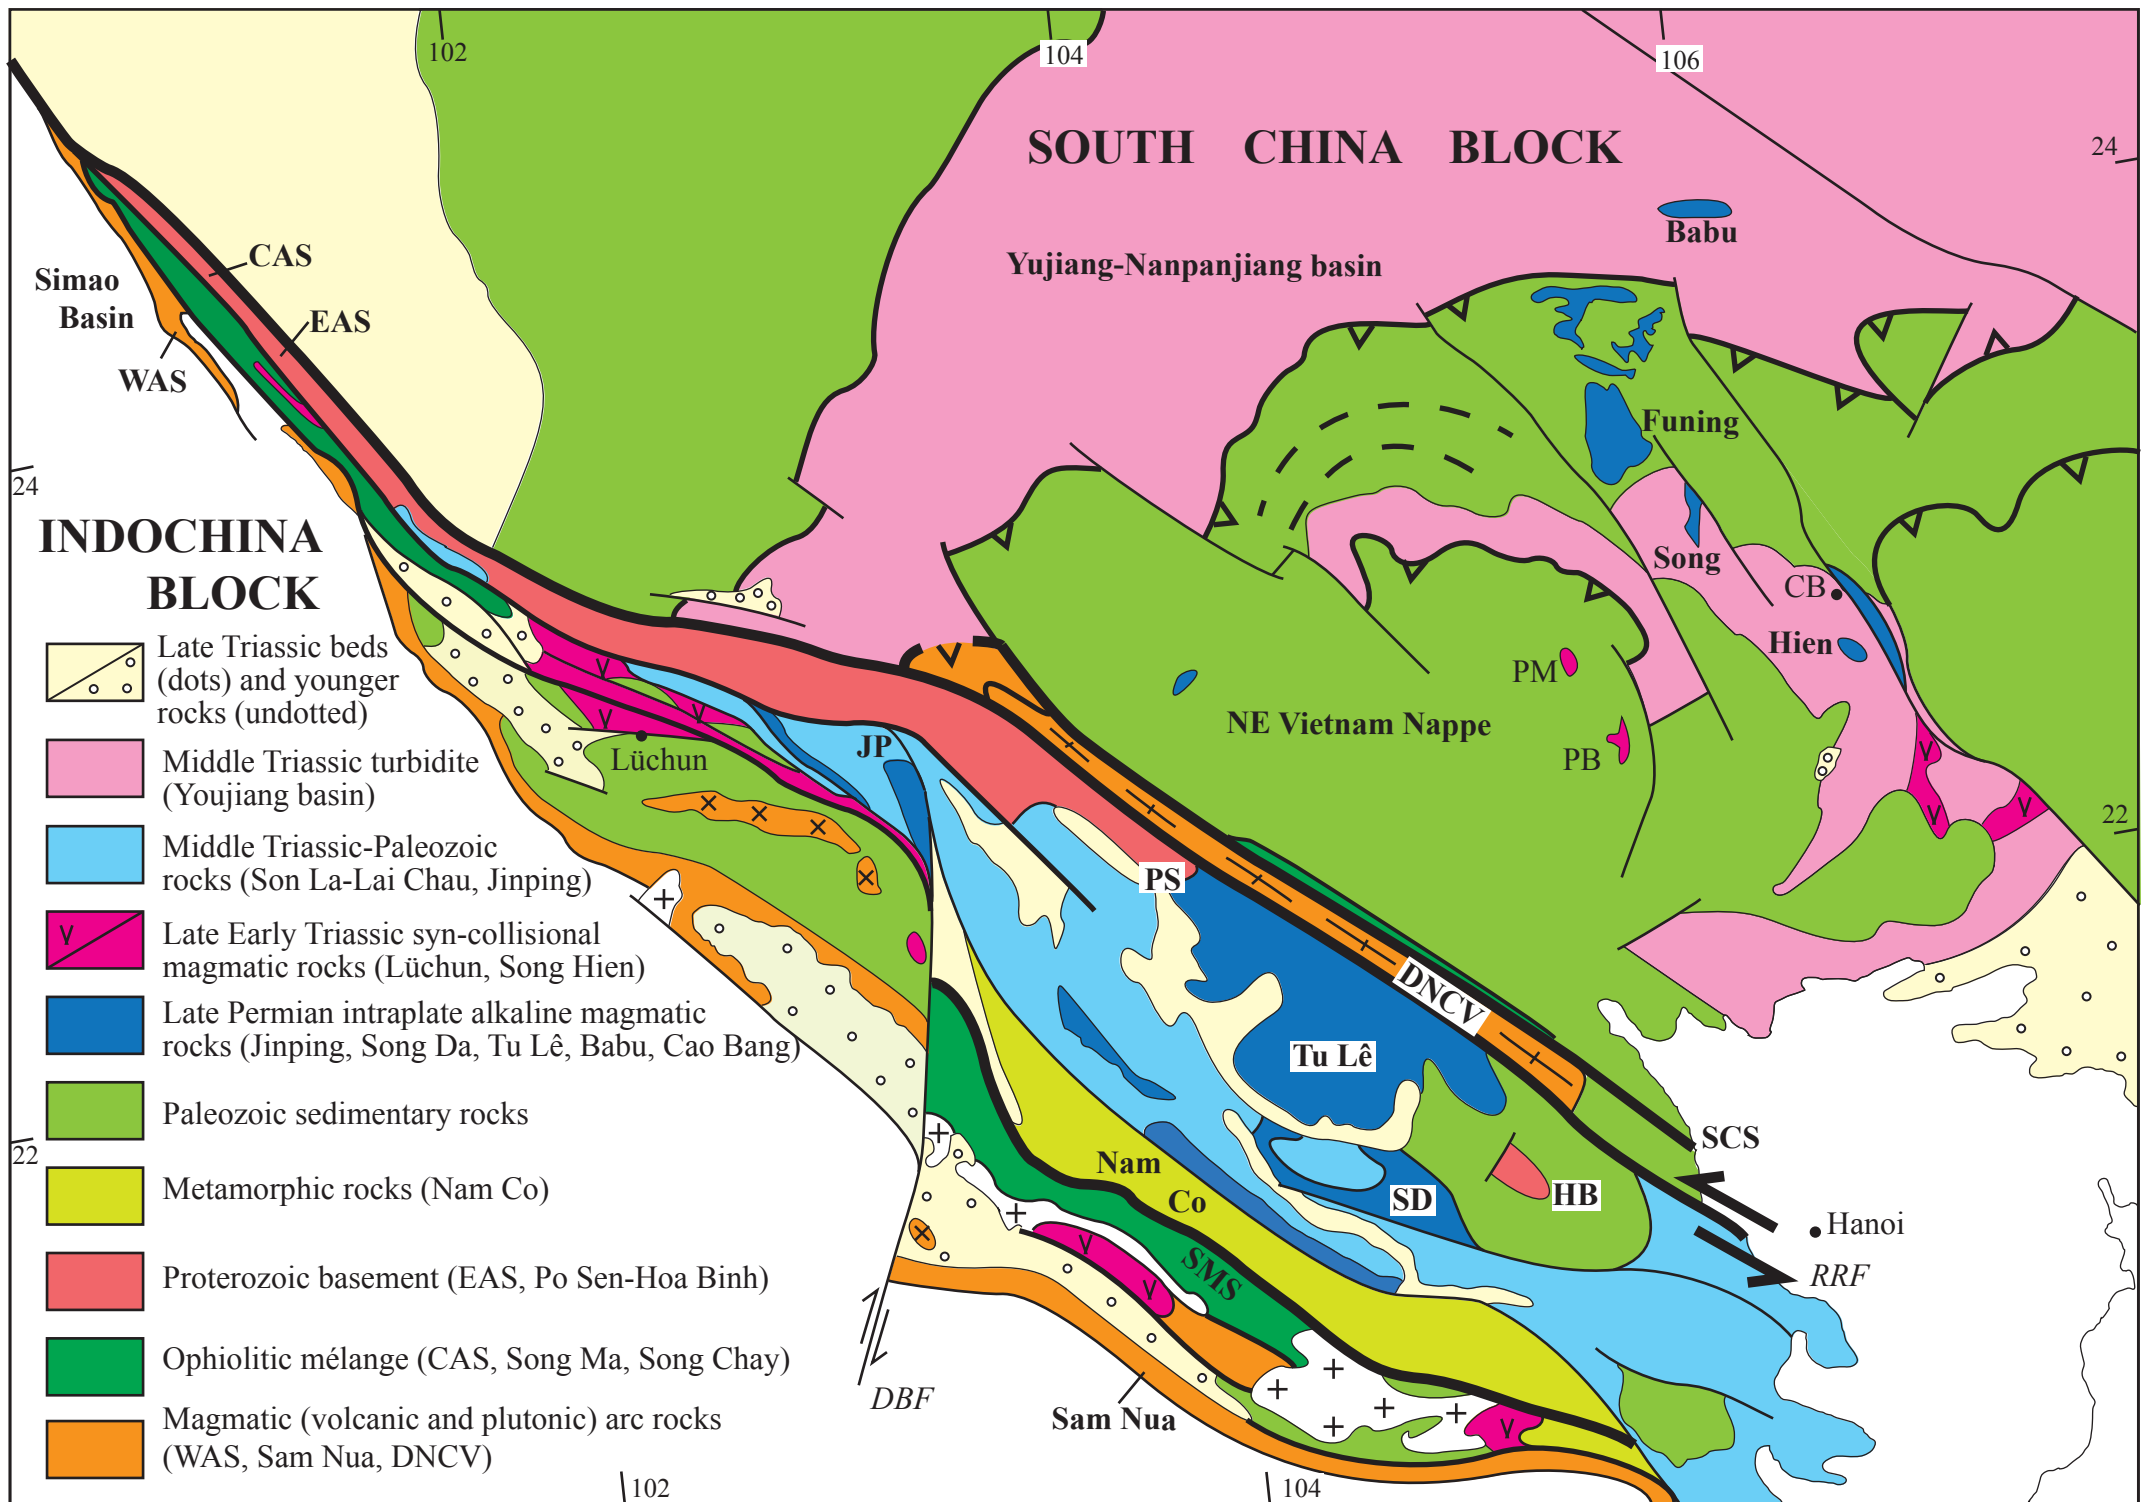 102
104
106
SOUTH CHINA BLOCK
24
Babu
CAS
Yujiang-Nanpanjiang basin
Simao
Basin
EAS
WAS
Funing
24
INDOCHINA
BLOCK
Song
CB
Hien
Late Triassic beds
(dots) and younger
rocks (undotted)
PM
NE Vietnam Nappe
JP
Lüchun
PB
Middle Triassic turbidite
(Youjiang basin)
22
Middle Triassic-Paleozoic
rocks (Son La-Lai Chau, Jinping)
PS
Late Early Triassic syn-collisional
magmatic rocks (Lüchun, Song Hien)
DNCV
Late Permian intraplate alkaline magmatic
rocks (Jinping, Song Da, Tu Lê, Babu, Cao Bang)
Tu Lê
Paleozoic sedimentary rocks
SCS
22
Nam
Co
Metamorphic rocks (Nam Co)
SD
HB
Hanoi
SMS
RRF
Proterozoic basement (EAS, Po Sen-Hoa Binh)
Ophiolitic mélange (CAS, Song Ma, Song Chay)
DBF
Sam Nua
Magmatic (volcanic and plutonic) arc rocks
(WAS, Sam Nua, DNCV)
102
104